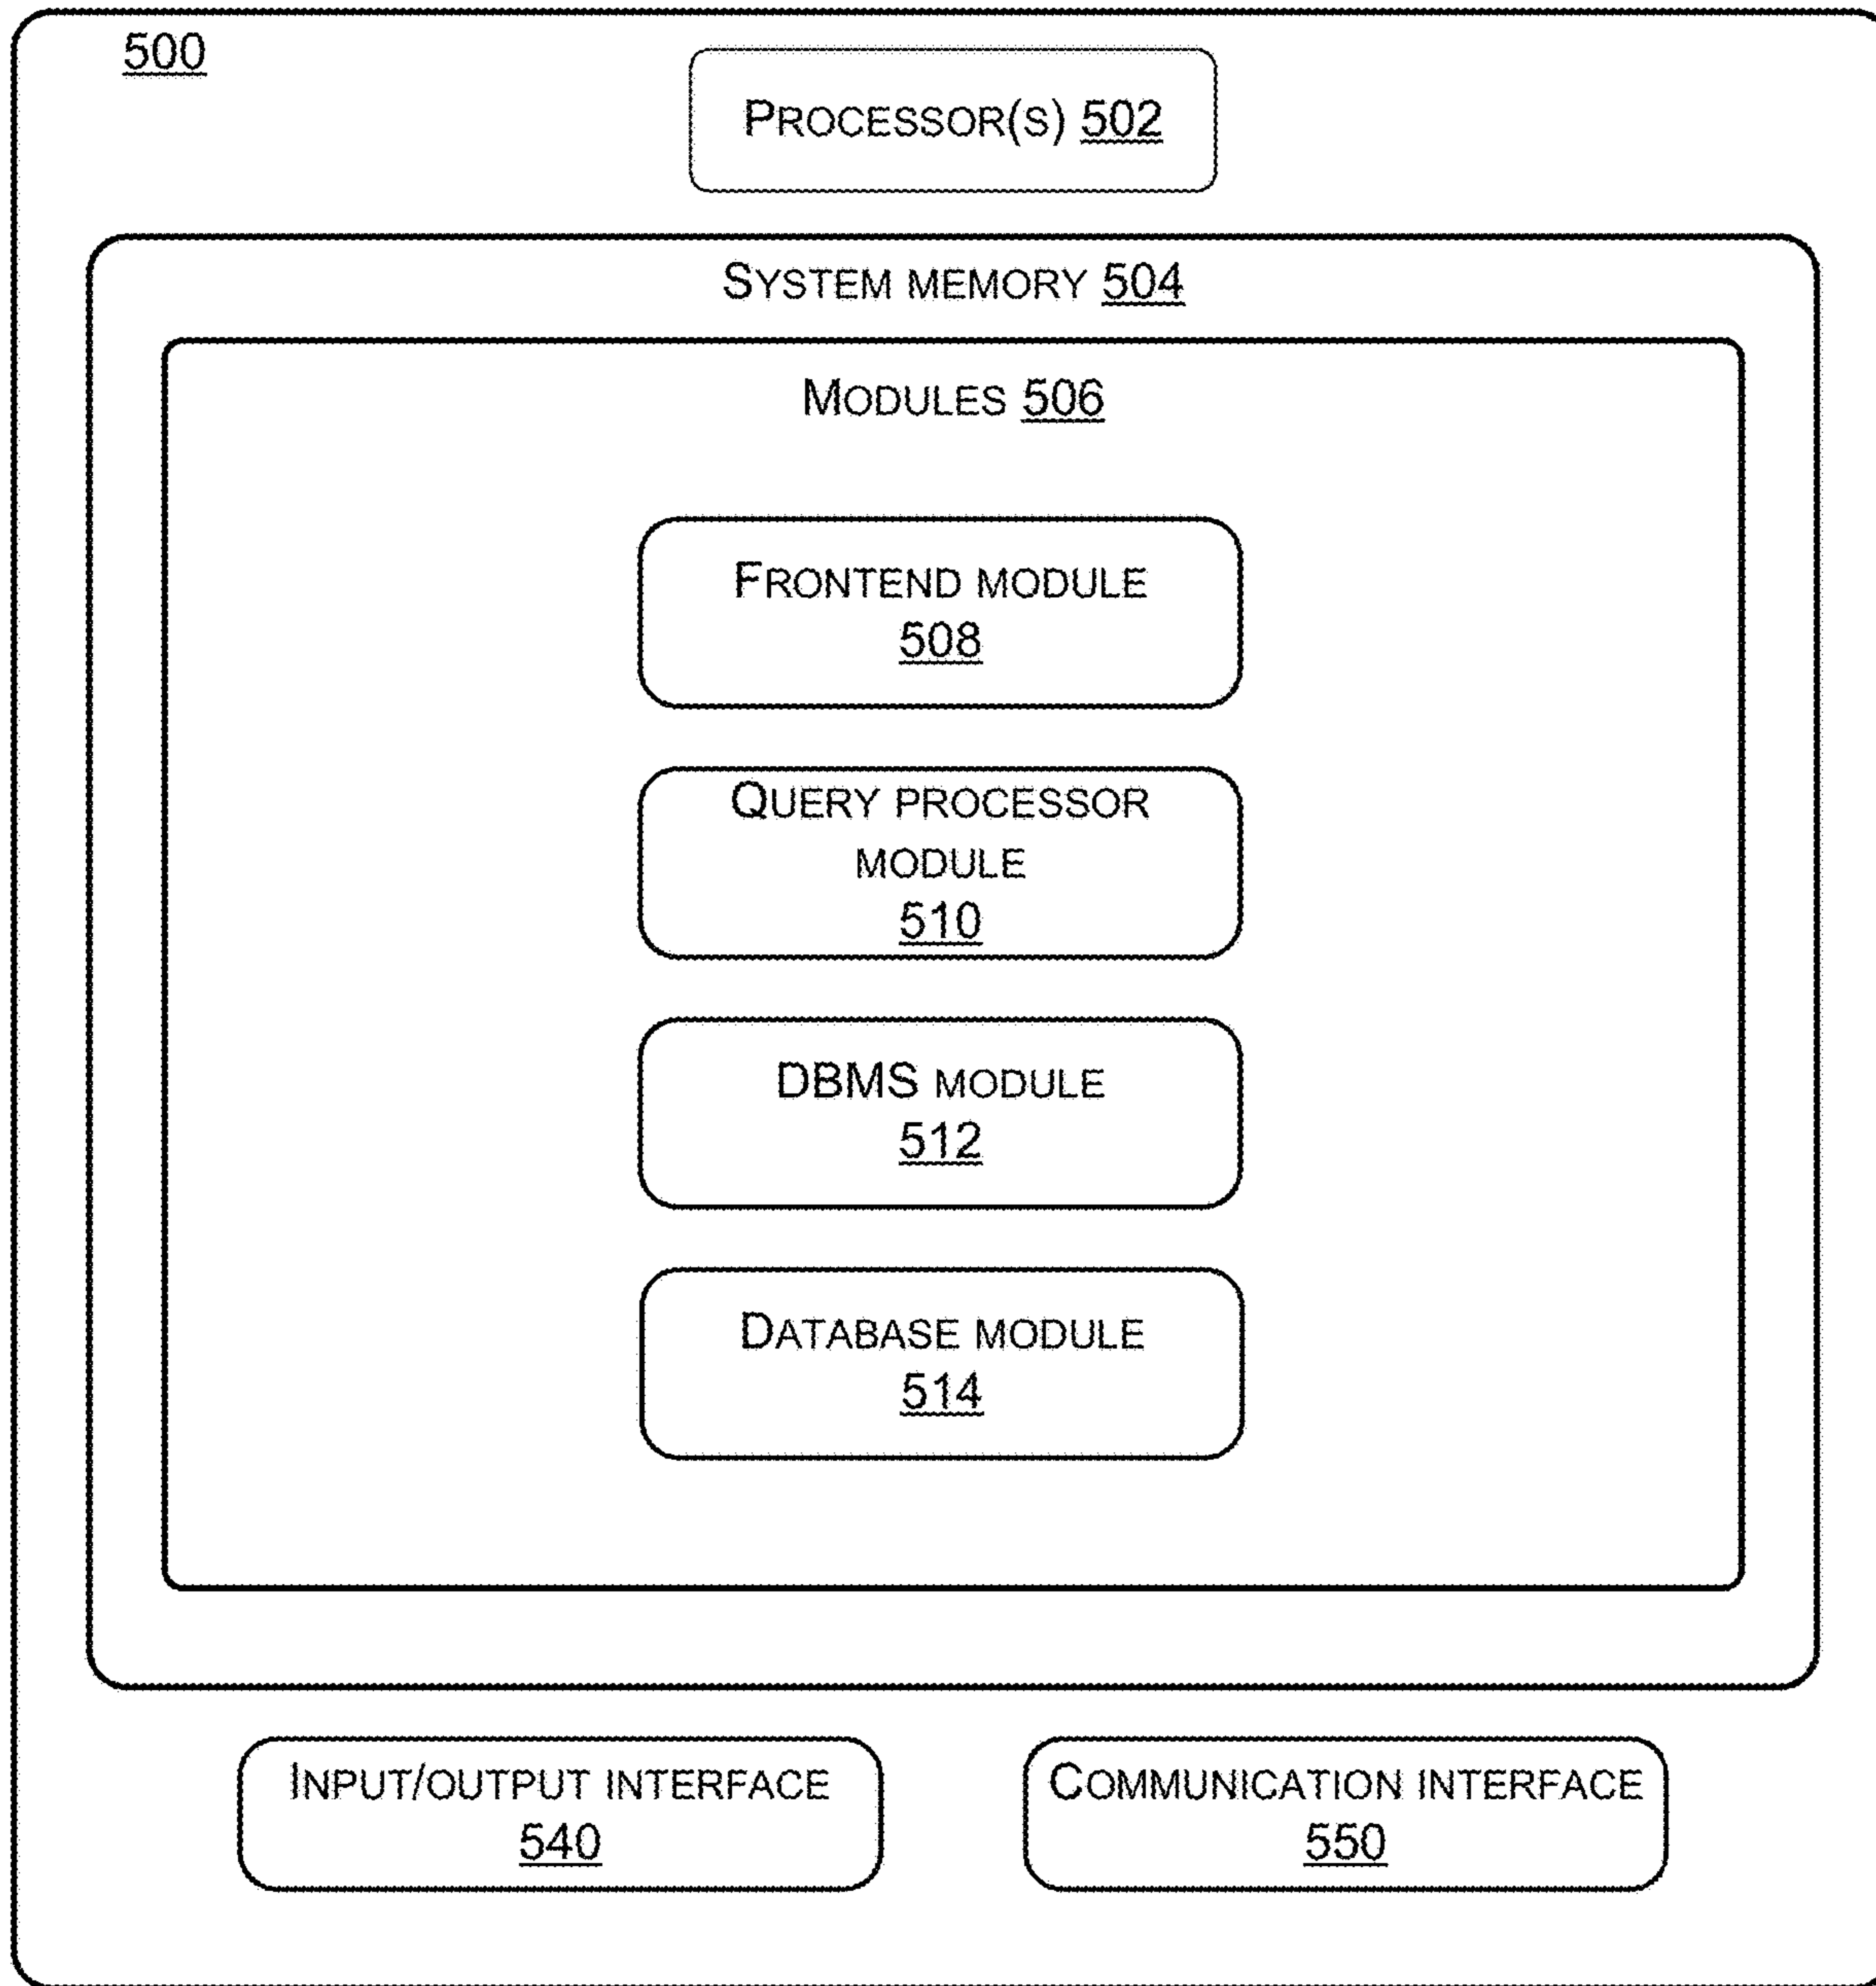 500
PROCESSOR(S) 502
SYSTEM MEMORY 504
MODULES 506
FRONTEND MODULE
508
QUERY PROCESSOR
MODULE
510
DBMS MODULE
512
DATABASE MODULE
514
INPUT/OUTPUT INTERFACE
540
COMMUNICATION INTERFACE
550